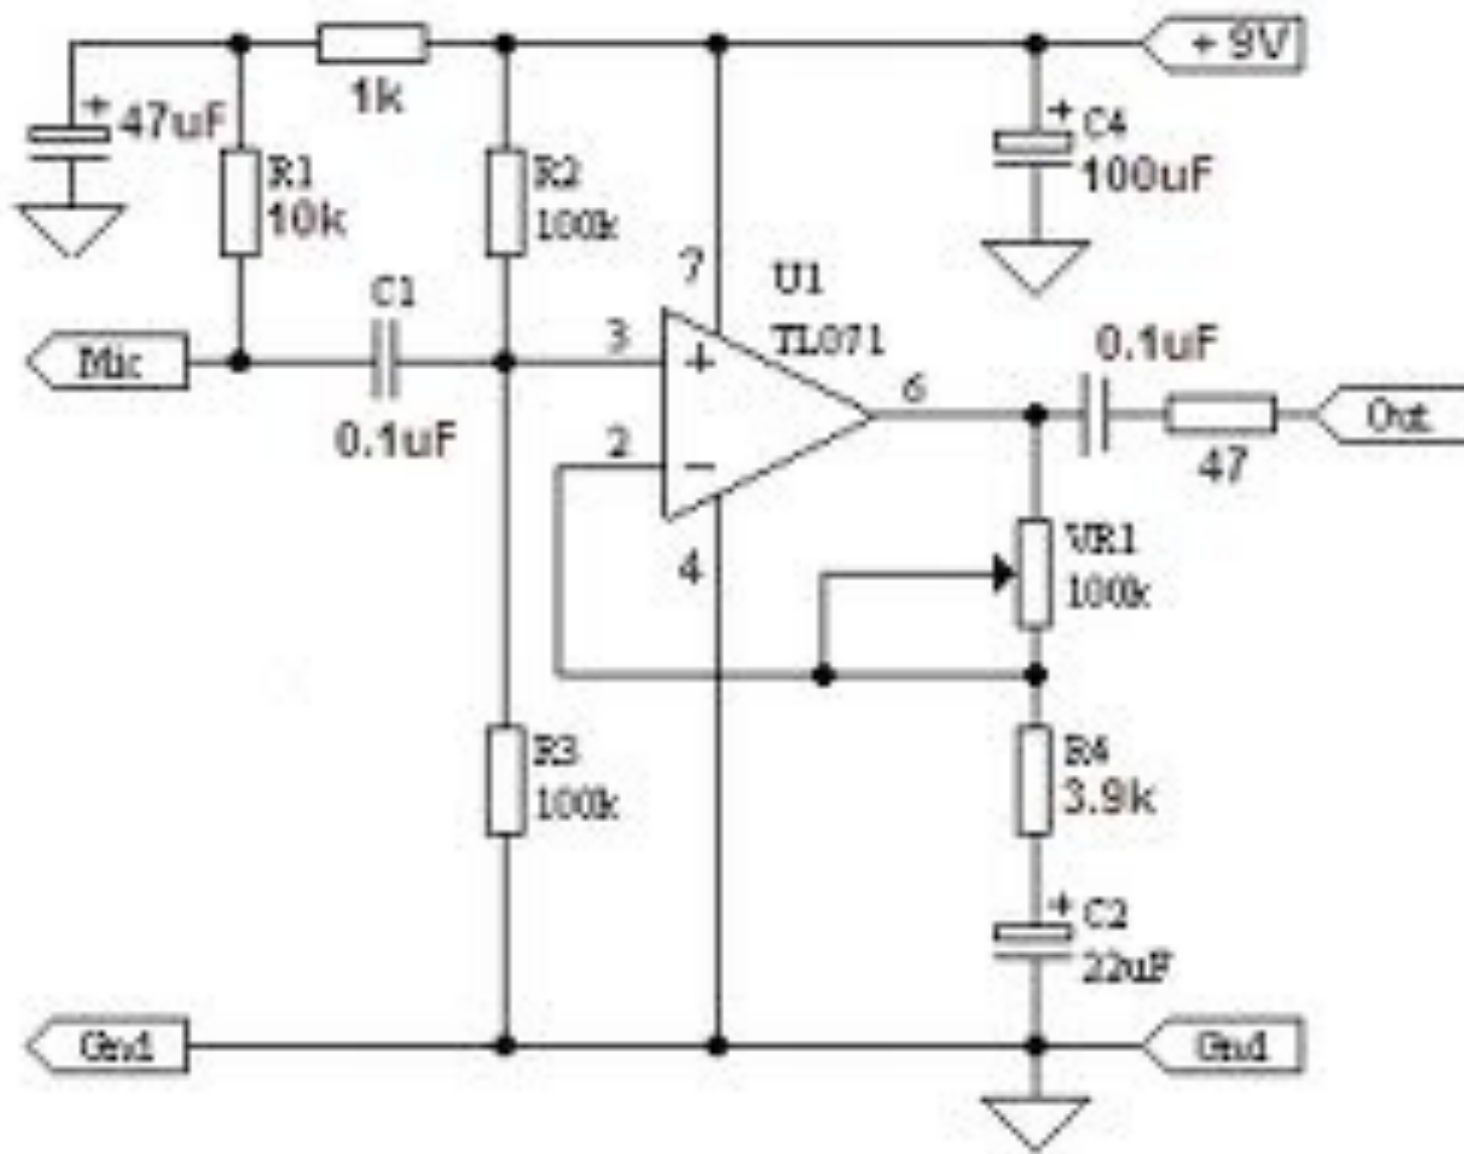 +9V
+
47uF
1k
+
C4
100uF
R1
10k
R2
100k
7
U1
TL071
C1
Mic
3
+
0.1uF
0.1uF
6
Out
47
2
−
4
VR1
100k
R3
100k
R4
3.9k
+
C2
22uF
Gnd
Gnd